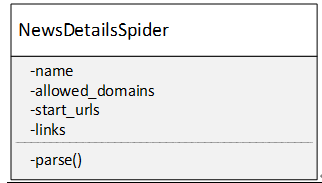 NewsDetailsSpider
-name
-allowed_domains
-start_urls
-links
-parse()